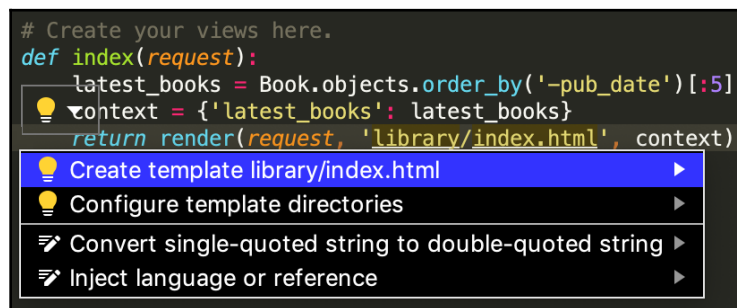 # Create your views here.
def index(request):
latest_books = Book.objects.order_by('-pub_date')[:5]
context = {'latest_books': latest_books}
return render(request, 'library/index.html', context)
Create template library/index.html
Configure template directories
Convert single-quoted string to double-quoted string
Inject language or reference